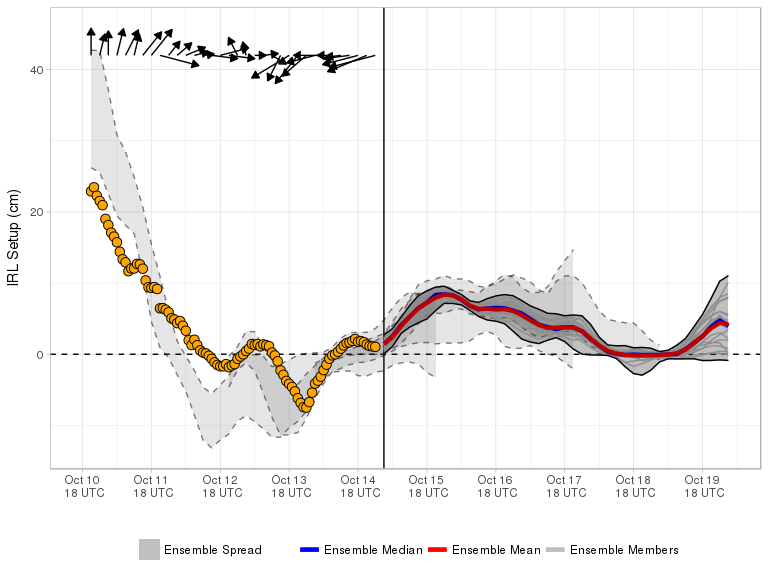 IRL Setup (cm)
40
20
0
Oct 10
18 UTC
Oct 11
18 UTC
Oct 12
18 UTC
Oct 13
18 UTC
Oct 14
18 UTC
Oct 15
18 UTC
Oct 16
18 UTC
Oct 17
18 UTC
Oct 18
18 UTC
Oct 19
18 UTC
Ensemble Spread
Ensemble Median
Ensemble Mean
Ensemble Members